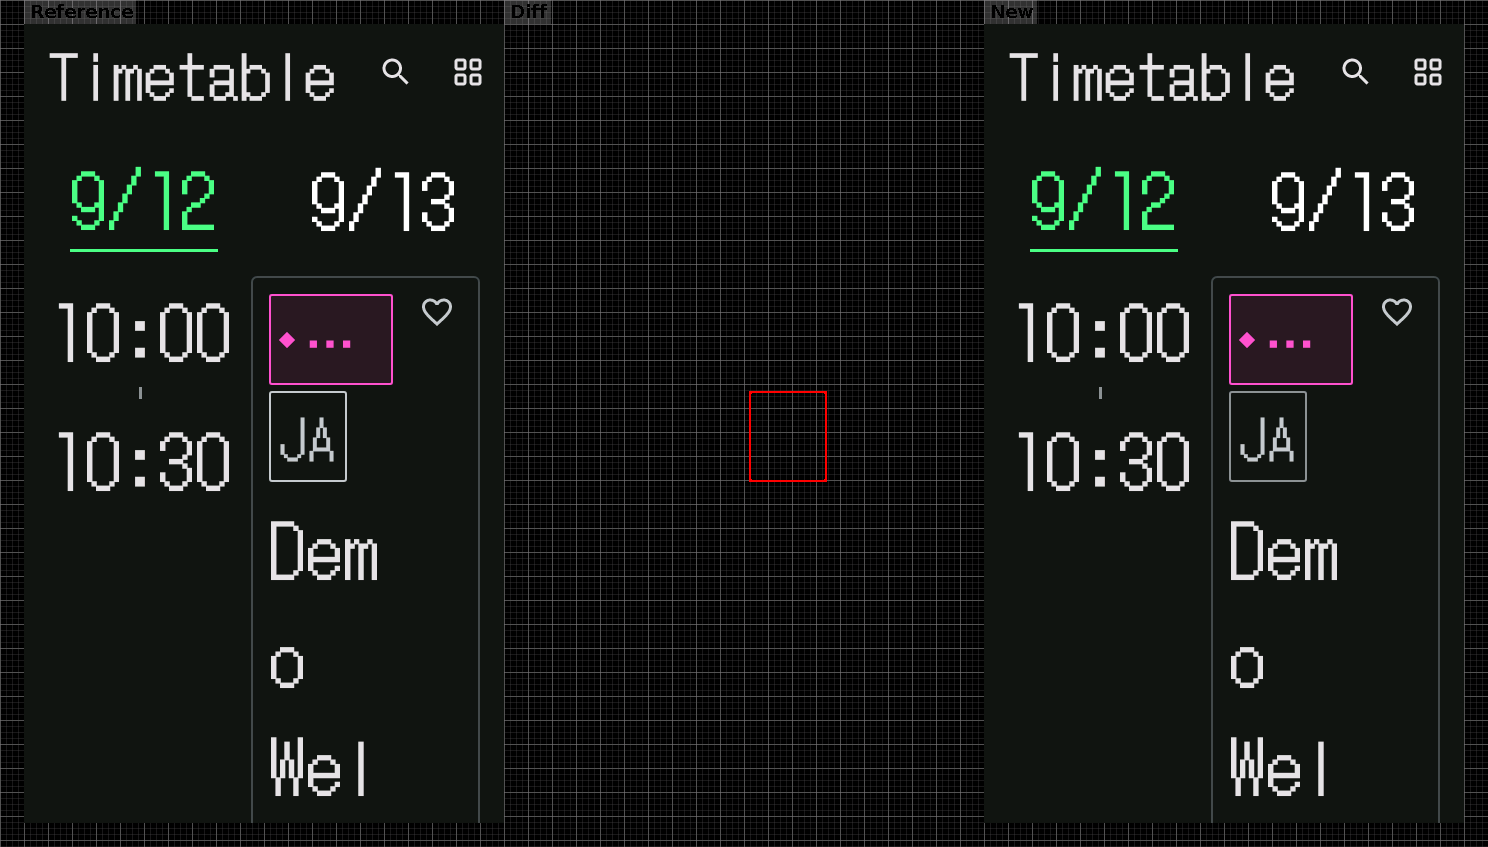 Reference
Diff
New
Timetable
9/12 9/13
10:00
10:30
◆ ...
JA
Dem
o
Wel
Timetable
9/12 9/13
10:00
10:30
◆ ...
JA
Dem
o
Wel